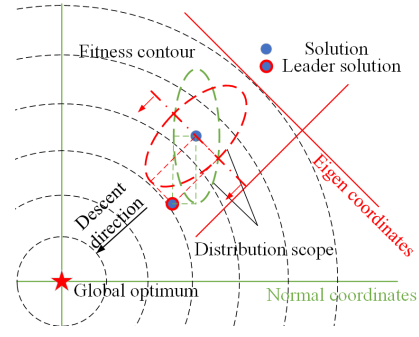 Fitness contour
Solution
Leader solution
Eigen coordinates
Descent
direction
Distribution scope
Global optimum
Normal coordinates